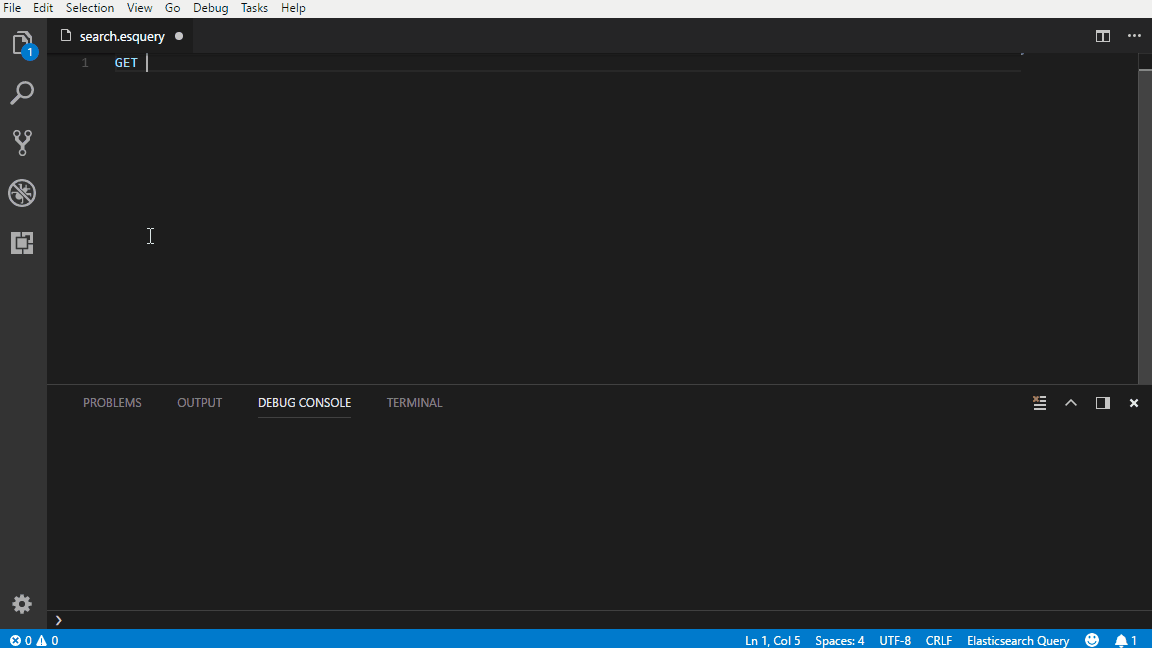 File Edit Selection View Go Debug Tasks Help
1
search.esquery
1 GET
PROBLEMS OUTPUT DEBUG CONSOLE TERMINAL
0 0 Ln 1, Col 5 Spaces: 4 UTF-8 CRLF Elasticsearch Query 1